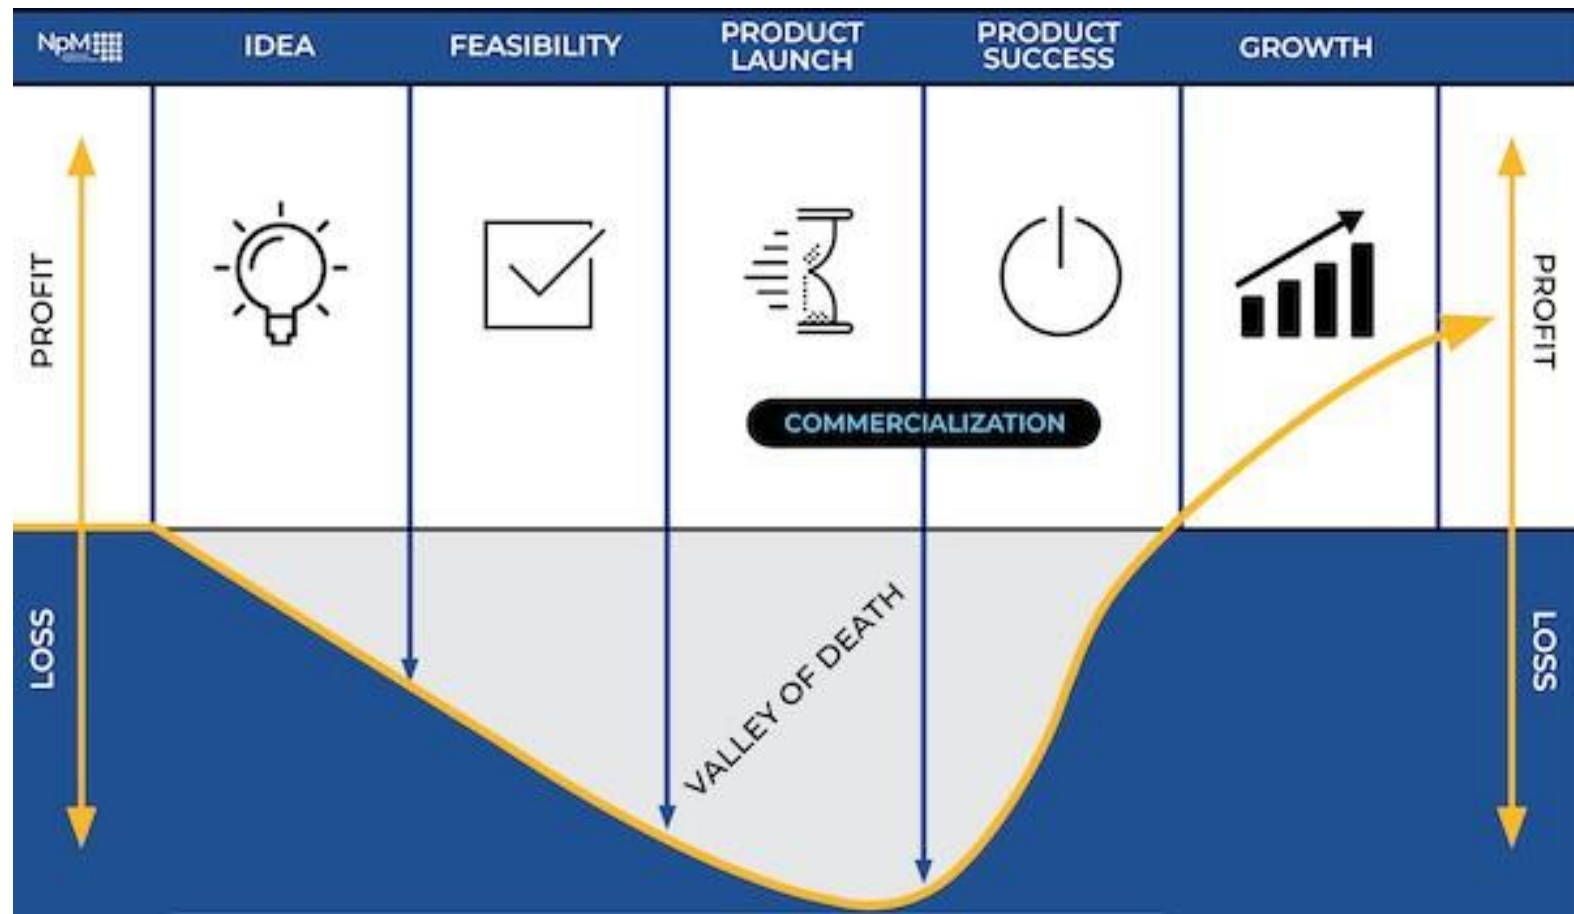 NpM
IDEA
FEASIBILITY
PRODUCT
LAUNCH
PRODUCT
SUCCESS
GROWTH
PROFIT
PROFIT
COMMERCIALIZATION
LOSS
VALLEY OF DEATH
LOSS